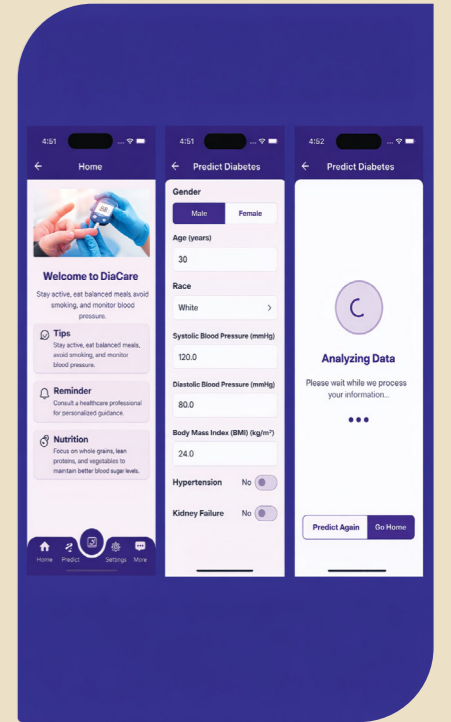 4:51
Home
Welcome to DiaCare
Stay active, eat balanced meals, avoid
smoking, and monitor blood
pressure.
Tips
Stay active, eat balanced meals,
avoid smoking, and monitor
blood pressure.
Reminder
Consult a healthcare professional
for personalized guidance.
Nutrition
Focus on whole grains, lean
proteins, and vegetables to
maintain better blood sugar levels.
Home Predict Settings More
4:51
Predict Diabetes
Gender
Male Female
Age (years)
30
Race
White
Systolic Blood Pressure (mmHg)
120.0
Diastolic Blood Pressure (mmHg)
80.0
Body Mass Index (BMI) (kg/m²)
24.0
Hypertension No
Kidney Failure No
4:52
Predict Diabetes
Analyzing Data
Please wait while we process
your information...
Predict Again Go Home